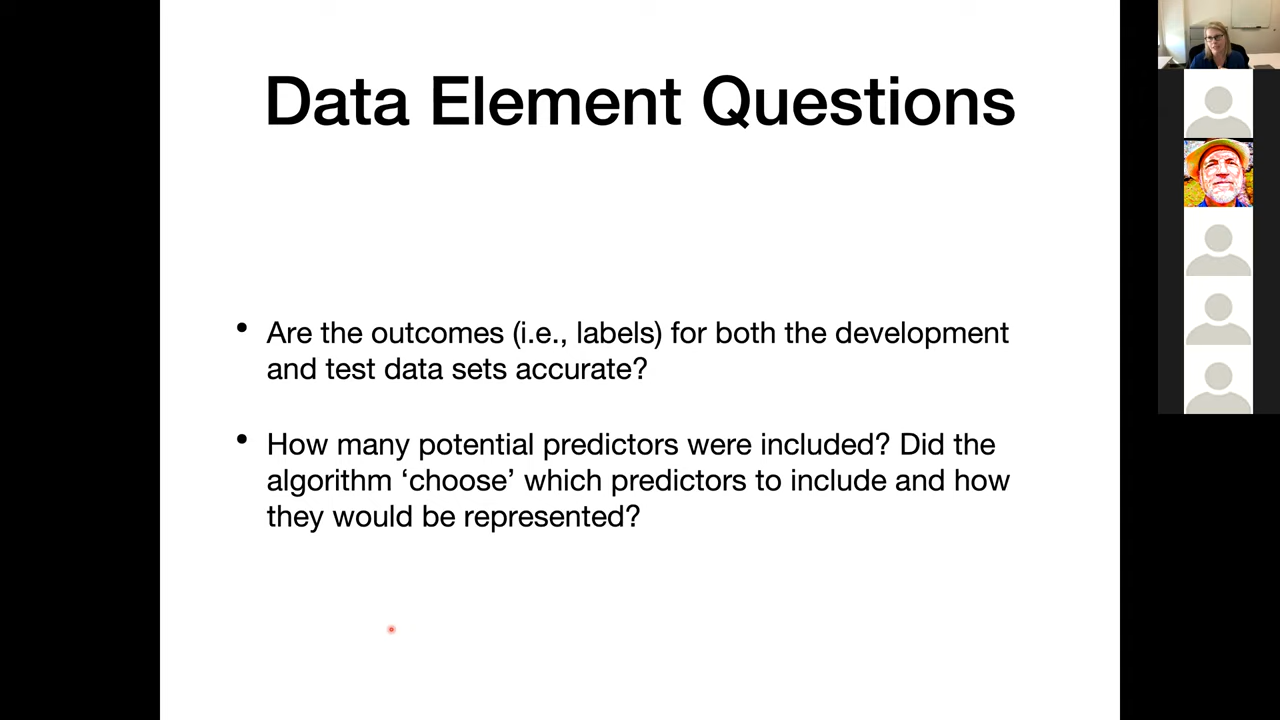 Data Element Questions
• Are the outcomes (i.e., labels) for both the development
and test data sets accurate?
• How many potential predictors were included? Did the
algorithm ‘choose’ which predictors to include and how
they would be represented?